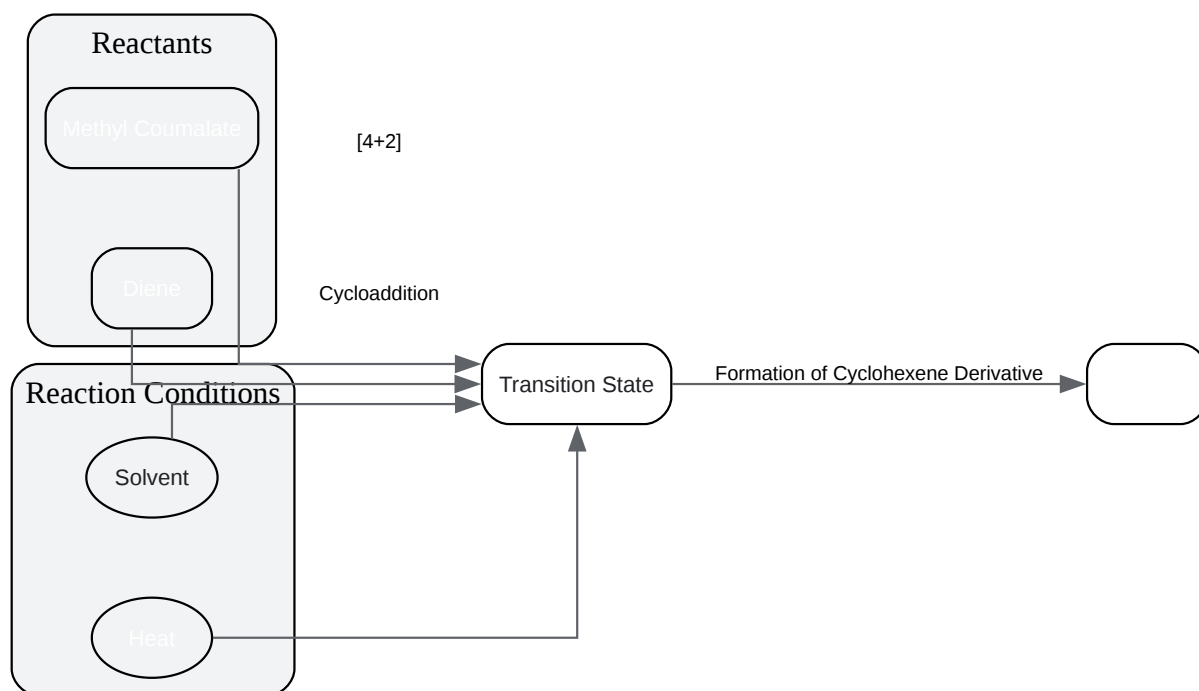 Reactants
Methyl Coumalate
[4+2]
Diene
Cycloaddition
Reaction Conditions
Transition State
Formation of Cyclohexene Derivative
Solvent
Heat